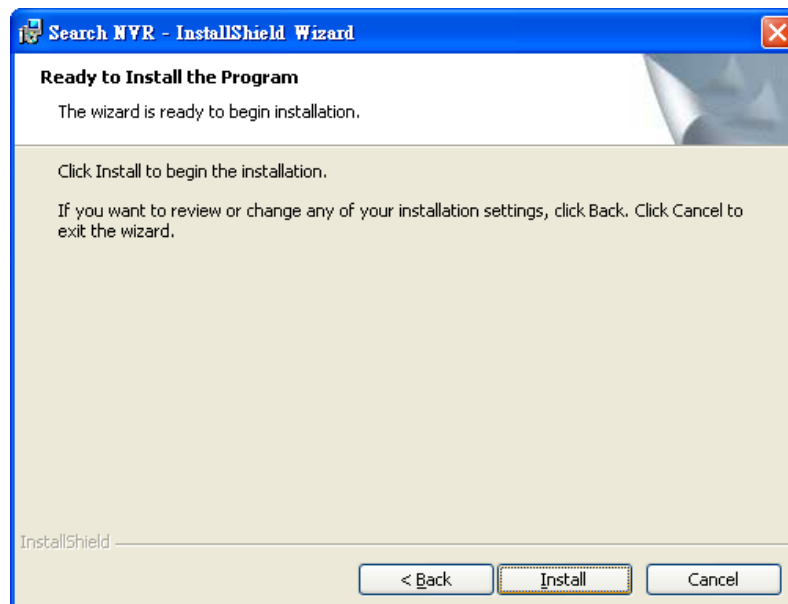 Search NVR - InstallShield Wizard
Ready to Install the Program
The wizard is ready to begin installation.
Click Install to begin the installation.
If you want to review or change any of your installation settings, click Back. Click Cancel to
exit the wizard.
InstallShield
< Back
Install
Cancel